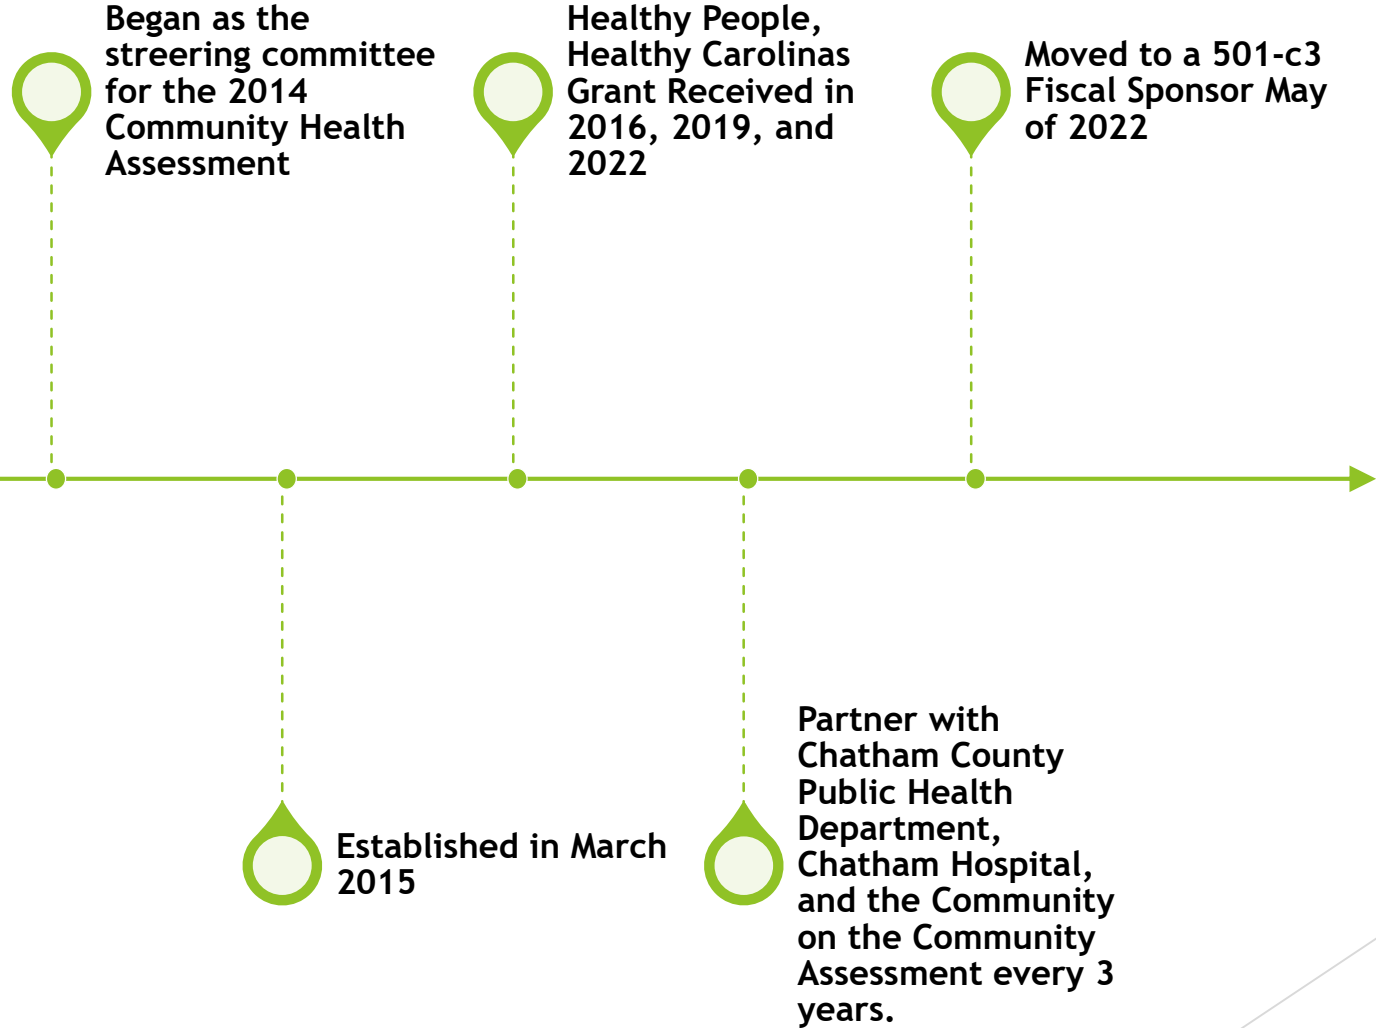 Began as the
streering committee
for the 2014
Community Health
Assessment
Healthy People,
Healthy Carolinas
Grant Received in
2016, 2019, and
2022
Moved to a 501-c3
Fiscal Sponsor May
of 2022
Established in March
2015
Partner with
Chatham County
Public Health
Department,
Chatham Hospital,
and the Community
on the Community
Assessment every 3
years.